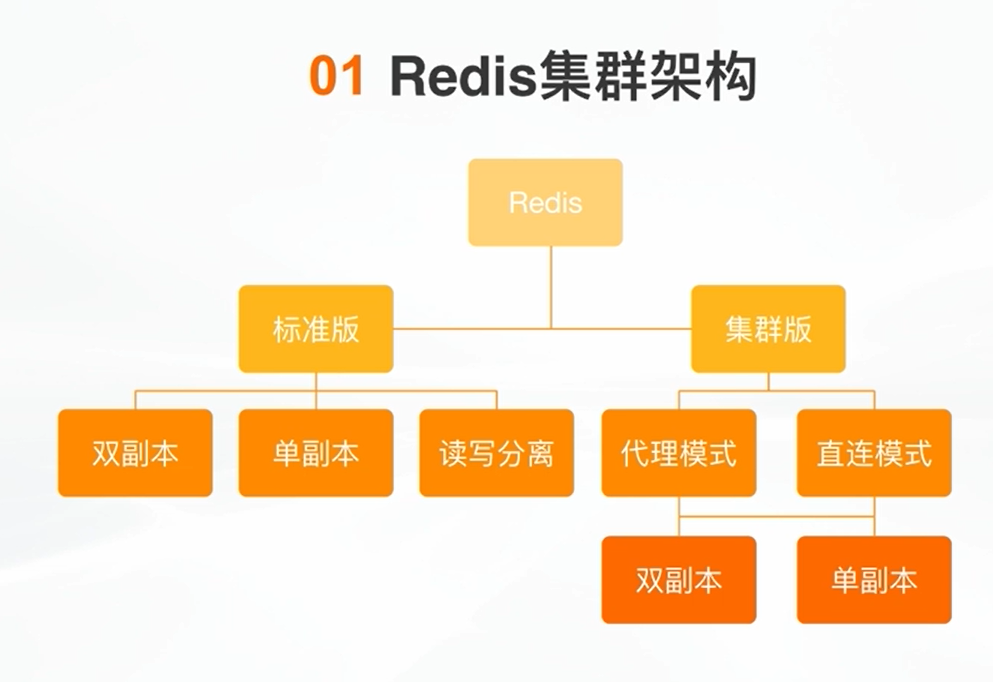 01 Redis集群架构
Redis
标准版
集群版
双副本
单副本
读写分离
代理模式
直连模式
双副本
单副本